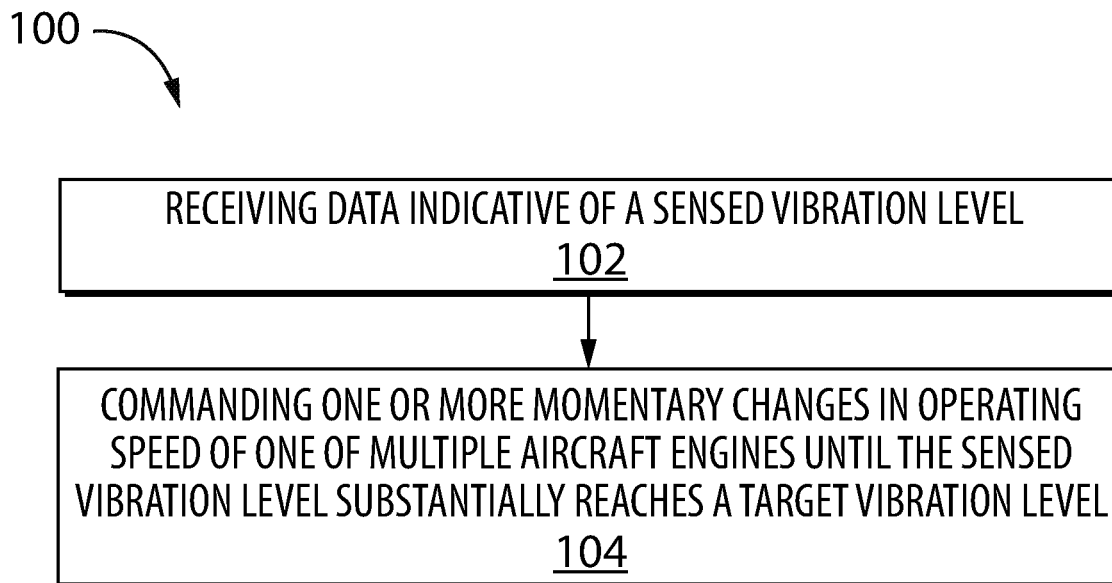 100
RECEIVING DATA INDICATIVE OF A SENSED VIBRATION LEVEL
102
COMMANDING ONE OR MORE MOMENTARY CHANGES IN OPERATING
SPEED OF ONE OF MULTIPLE AIRCRAFT ENGINES UNTIL THE SENSED
VIBRATION LEVEL SUBSTANTIALLY REACHES A TARGET VIBRATION LEVEL
104